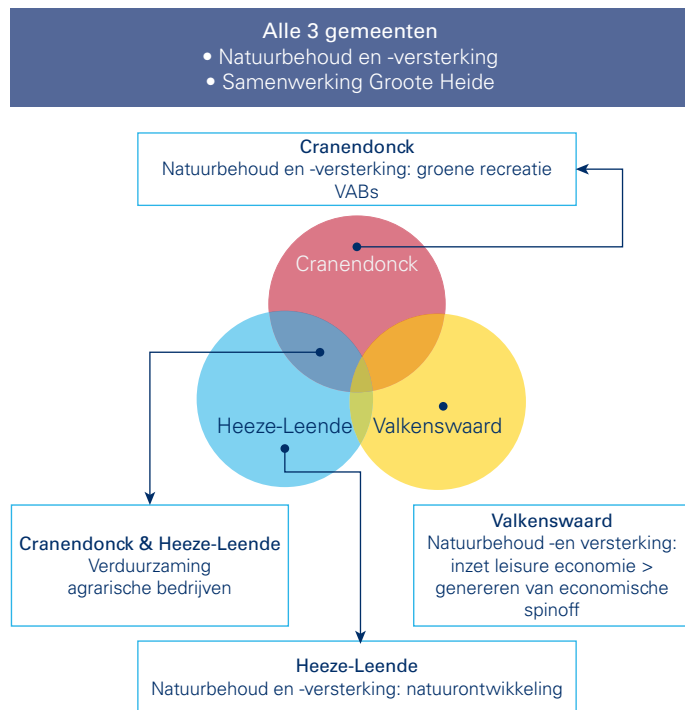 Alle 3 gemeenten
• Natuurbehoud en -versterking
• Samenwerking Groote Heide
Cranendonck
Natuurbehoud en -versterking: groene recreatie
VABs
Cranendonck
Heeze-Leende
Valkenswaard
Cranendonck & Heeze-Leende
Verduurzaming
agrarische bedrijven
Valkenswaard
Natuurbehoud -en versterking:
inzet leisure economie >
genereren van economische
spinoff
Heeze-Leende
Natuurbehoud en -versterking: natuurontwikkeling